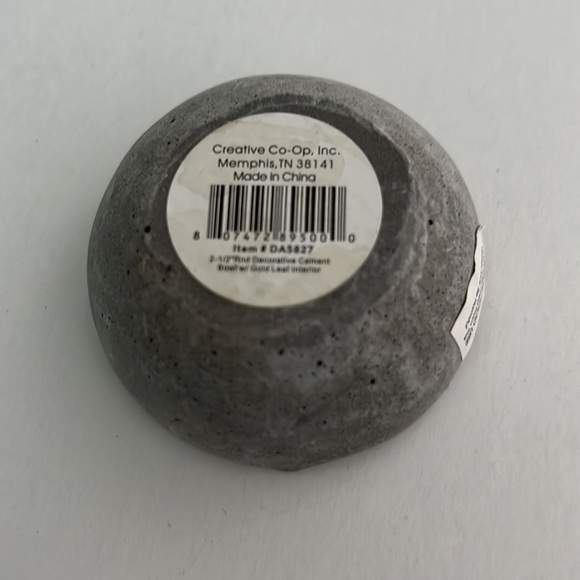 Creative Co-Op, Inc.
Memphis, TN 38141
Made in China
8 07472 89500 0
Item # DA5827
2-1/2"Rnd Decorative Cement
Bowl w/ Gold Leaf Interior